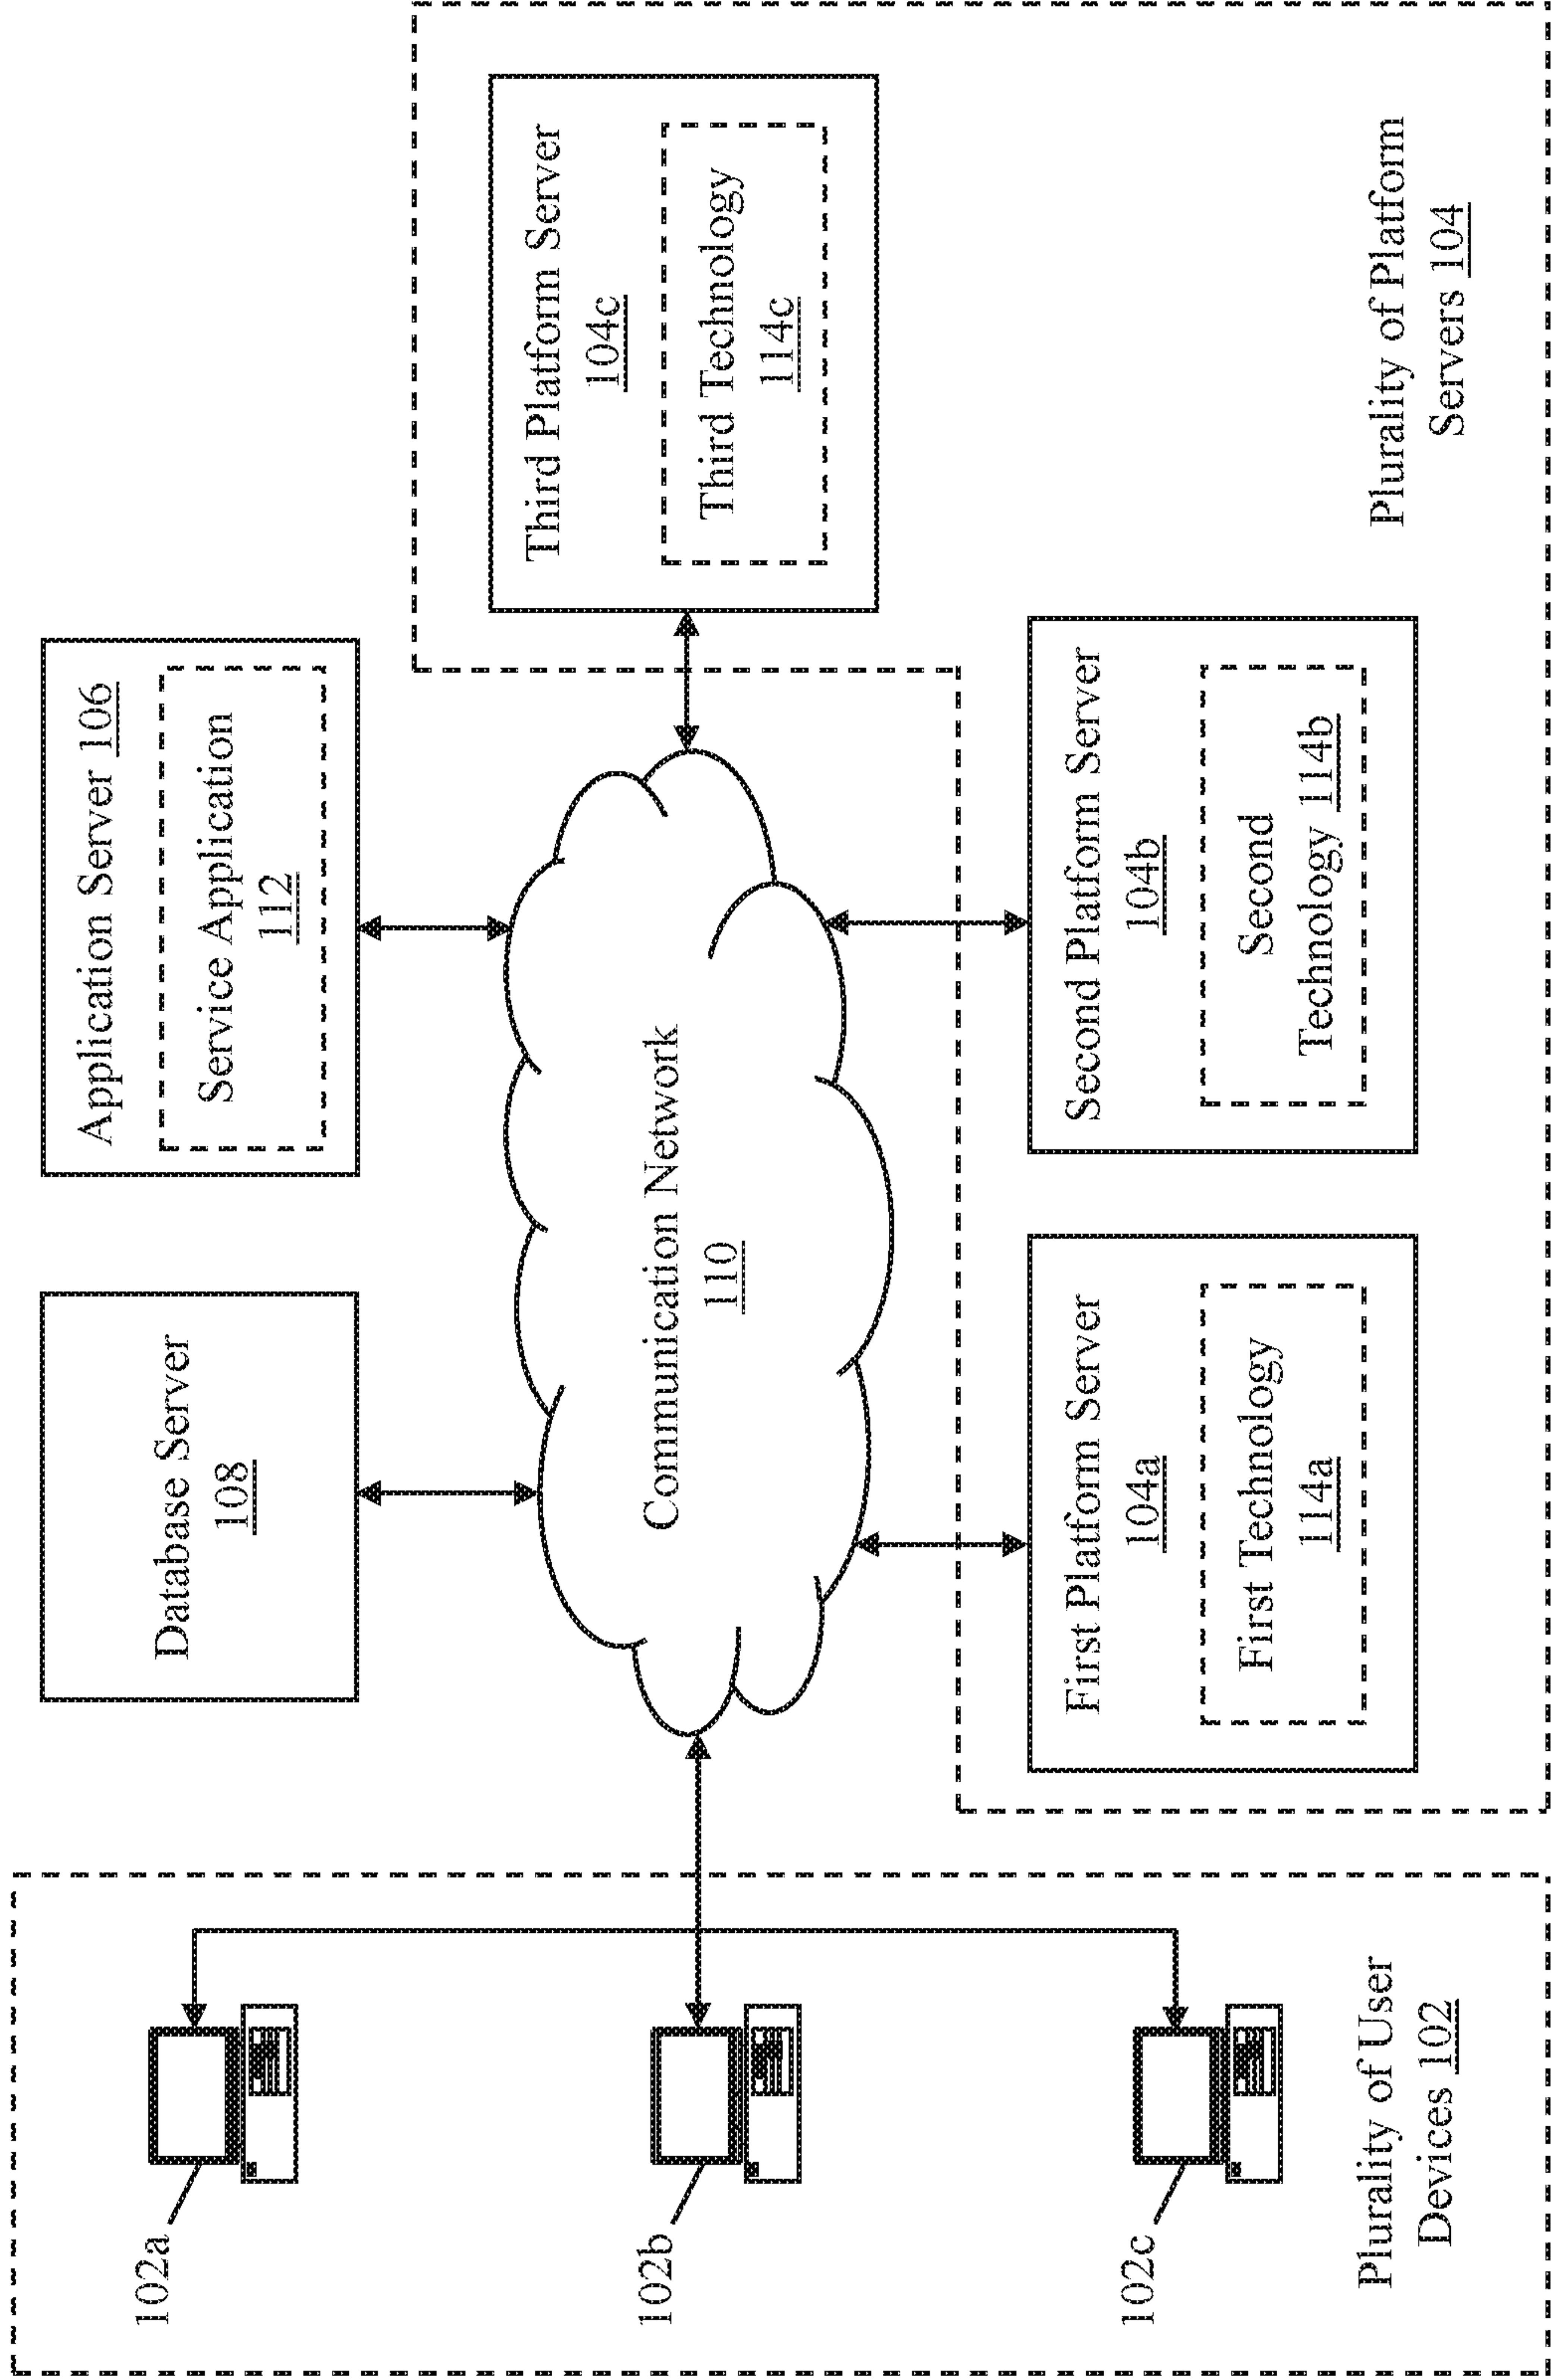 102a
102b
102c
Plurality of User
Devices 102
Database Server
108
Application Server 106
Service Application
112
Communication Network
110
First Platform Server
104a
First Technology
114a
Second Platform Server
104b
Second
Technology 114b
Third Platform Server
104c
Third Technology
114c
Plurality of Platform
Servers 104